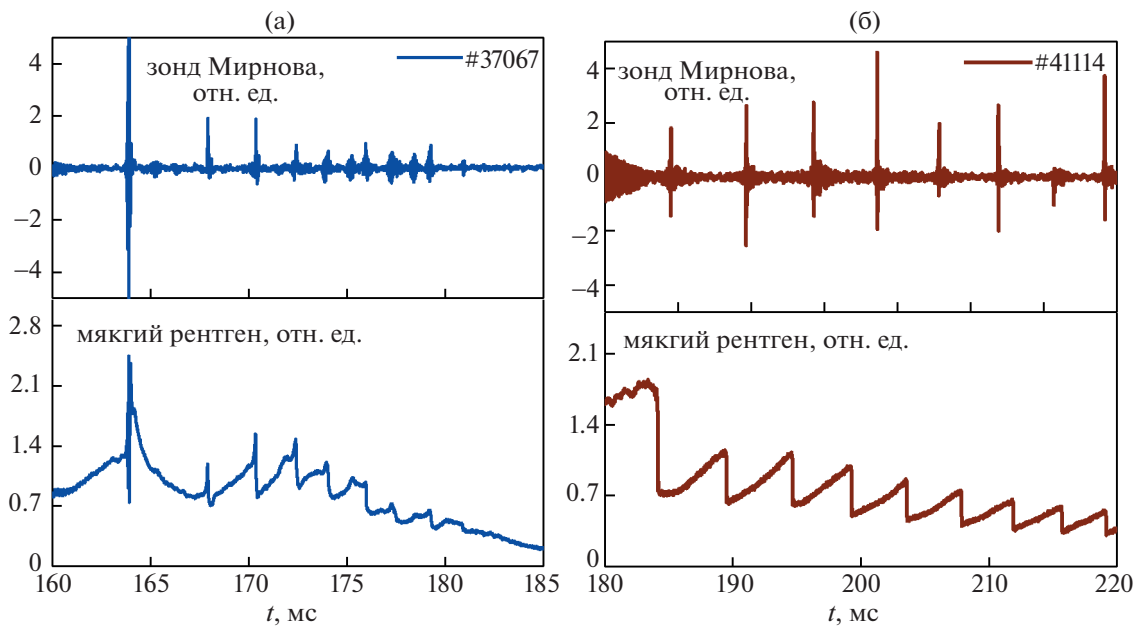 (а)
#37067
зонд Мирнова,
отн. ед.
4
2
0
−2
−4
мякгий рентген, отн. ед.
2.8
2.1
1.4
0.7
0
160 165 170 175 180 185
t, мс
(б)
#41114
зонд Мирнова,
отн. ед.
4
2
0
−2
−4
мякгий рентген, отн. ед.
2.1
1.4
0.7
0
180 190 200 210 220
t, мс